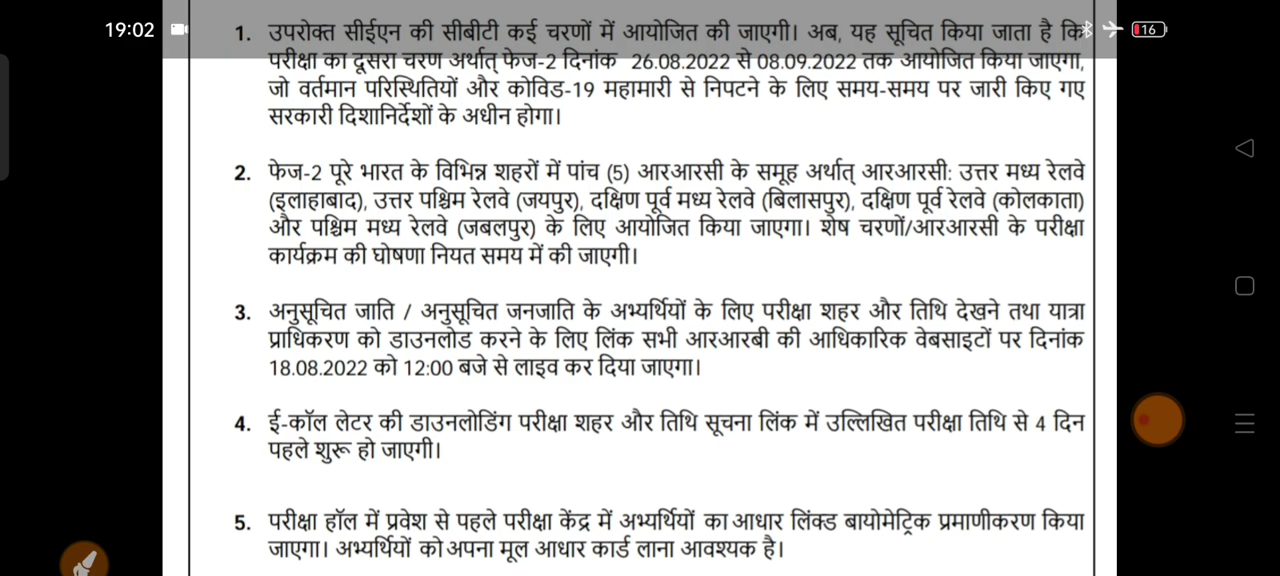 19:02
16
1. उपरोक्त सीईएन की सीबीटी कई चरणों में आयोजित की जाएगी। अब, यह सूचित किया जाता है कि
परीक्षा का दूसरा चरण अर्थात् फेज-2 दिनांक 26.08.2022 से 08.09.2022 तक आयोजित किया जाएगा,
जो वर्तमान परिस्थितियों और कोविड-19 महामारी से निपटने के लिए समय-समय पर जारी किए गए
सरकारी दिशानिर्देशों के अधीन होगा।
2. फेज-2 पूरे भारत के विभिन्न शहरों में पांच (5) आरआरसी के समूह अर्थात् आरआरसी: उत्तर मध्य रेलवे
(इलाहाबाद), उत्तर पश्चिम रेलवे (जयपुर), दक्षिण पूर्व मध्य रेलवे (बिलासपुर), दक्षिण पूर्व रेलवे (कोलकाता)
और पश्चिम मध्य रेलवे (जबलपुर) के लिए आयोजित किया जाएगा। शेष चरणों/आरआरसी के परीक्षा
कार्यक्रम की घोषणा नियत समय में की जाएगी।
3. अनुसूचित जाति / अनुसूचित जनजाति के अभ्यर्थियों के लिए परीक्षा शहर और तिथि देखने तथा यात्रा
प्राधिकरण को डाउनलोड करने के लिए लिंक सभी आरआरबी की आधिकारिक वेबसाइटों पर दिनांक
18.08.2022 को 12:00 बजे से लाइव कर दिया जाएगा।
4. ई-कॉल लेटर की डाउनलोडिंग परीक्षा शहर और तिथि सूचना लिंक में उल्लिखित परीक्षा तिथि से 4 दिन
पहले शुरू हो जाएगी।
5. परीक्षा हॉल में प्रवेश से पहले परीक्षा केंद्र में अभ्यर्थियों का आधार लिंक्ड बायोमेट्रिक प्रमाणीकरण किया
जाएगा। अभ्यर्थियों को अपना मूल आधार कार्ड लाना आवश्यक है।